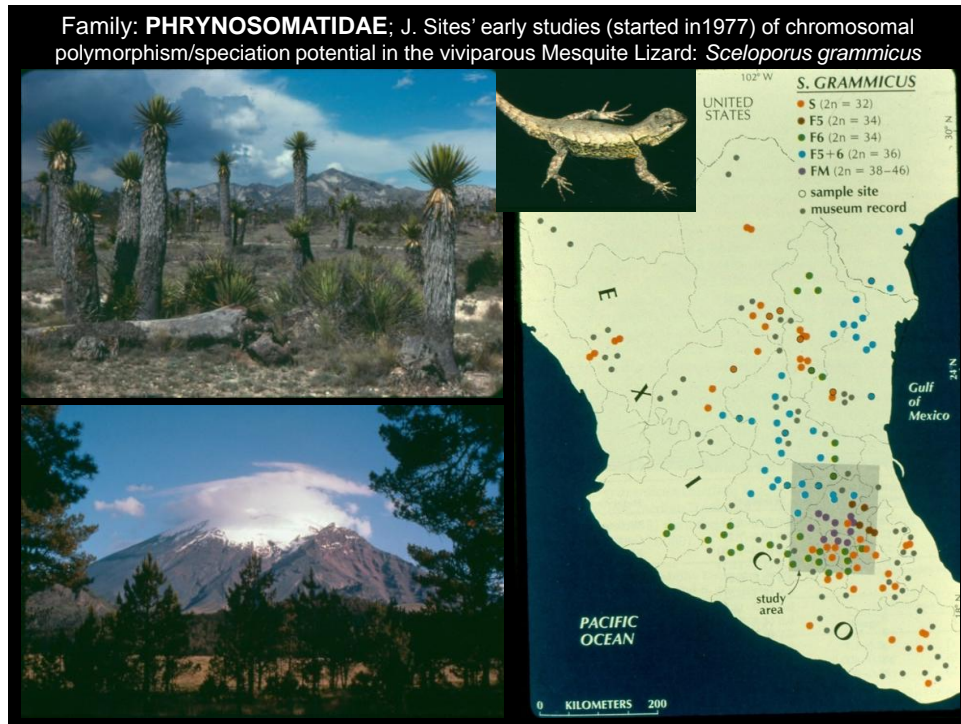 Family: PHRYNOSOMATIDAE; J. Sites' early studies (started in1977) of chromosomal
polymorphism/speciation potential in the viviparous Mesquite Lizard: Sceloporus grammicus
102° W
UNITED
STATES
S. GRAMMICUS
S (2n = 32)
F5 (2n = 34)
F6 (2n = 34)
F5+6 (2n = 36)
FM (2n = 38–46)
sample site
museum record
30° N
M
E
X
I
C
O
24° N
Gulf
of
Mexico
study
area
18° N
PACIFIC
OCEAN
0 KILOMETERS 200